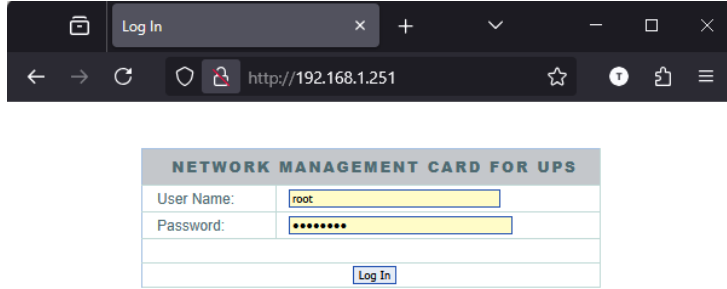 Log In
http://192.168.1.251
T
NETWORK MANAGEMENT CARD FOR UPS
User Name: root
Password: ••••••••
Log In